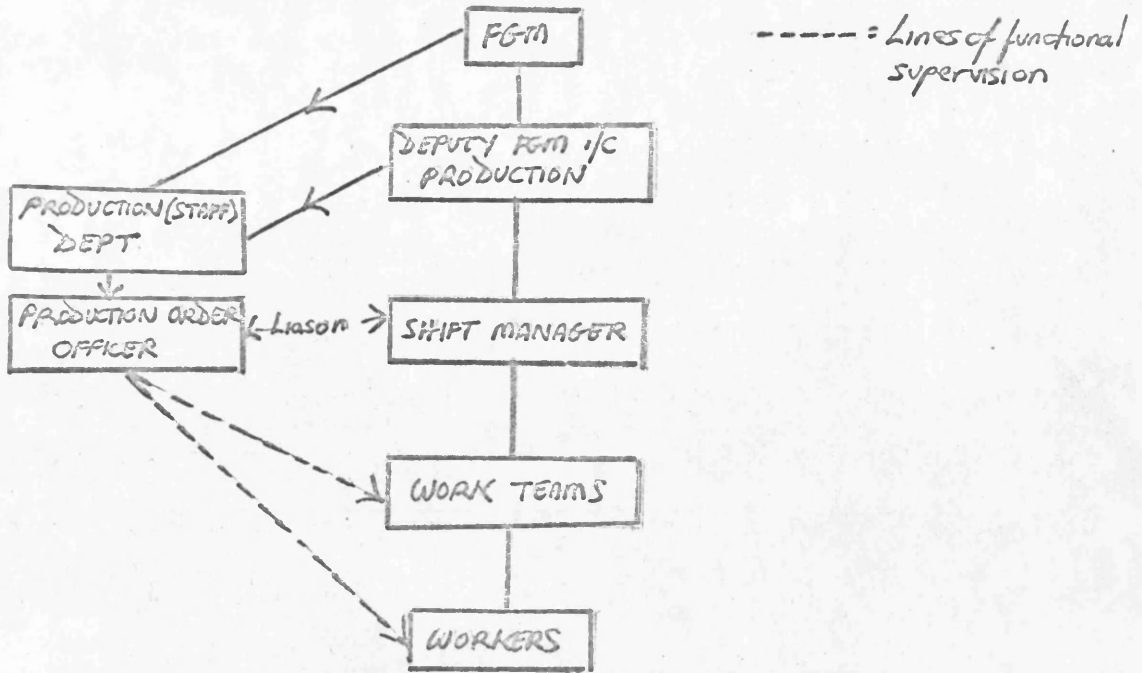 FGM
----- = Lines of functional
supervision
DEPUTY FGM i/c
PRODUCTION
PRODUCTION (STAFF)
DEPT.
PRODUCTION ORDER
OFFICER
Liason
SHIFT MANAGER
WORK TEAMS
WORKERS